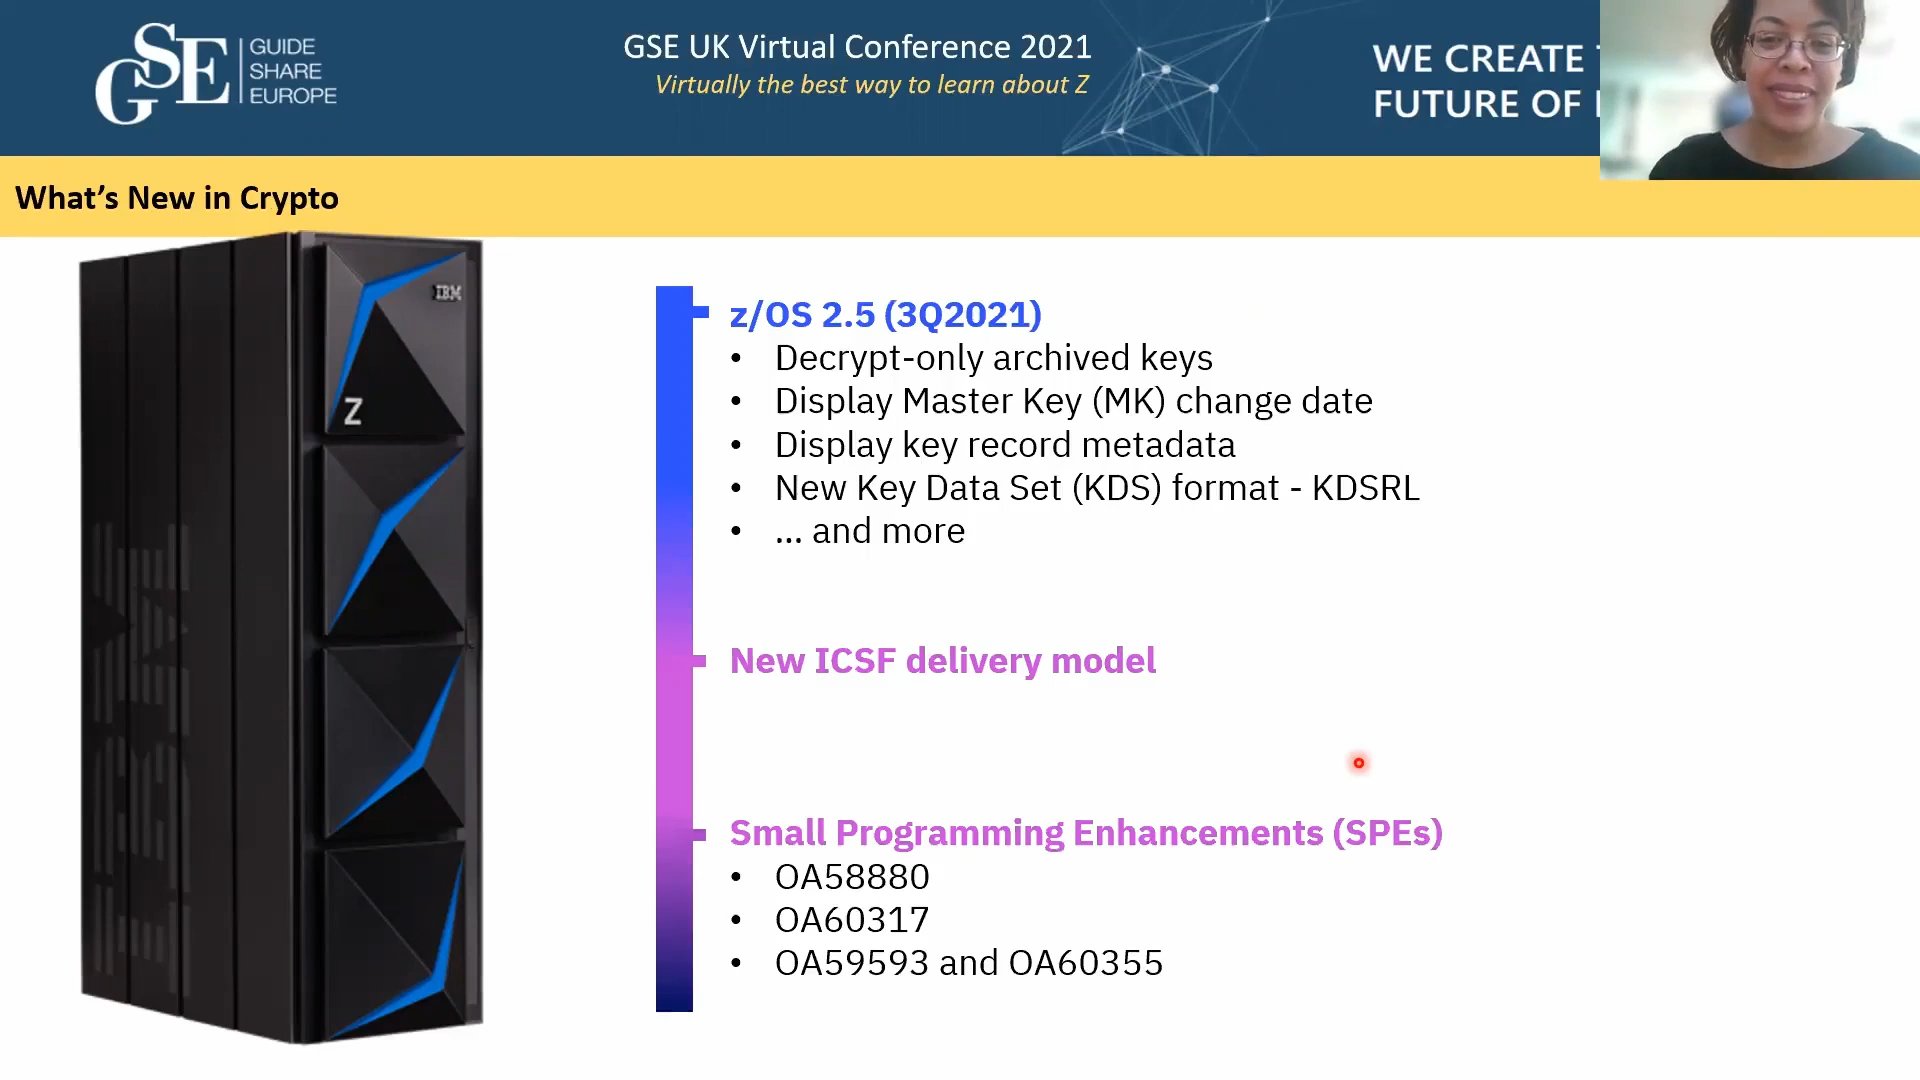 GSE
GUIDE
SHARE
EUROPE
GSE UK Virtual Conference 2021
Virtually the best way to learn about Z
WE CREATE
FUTURE OF
What's New in Crypto
IBM
Z
IBM
z/OS 2.5 (3Q2021)
• Decrypt-only archived keys
• Display Master Key (MK) change date
• Display key record metadata
• New Key Data Set (KDS) format - KDSRL
• ... and more
New ICSF delivery model
Small Programming Enhancements (SPEs)
• OA58880
• OA60317
• OA59593 and OA60355